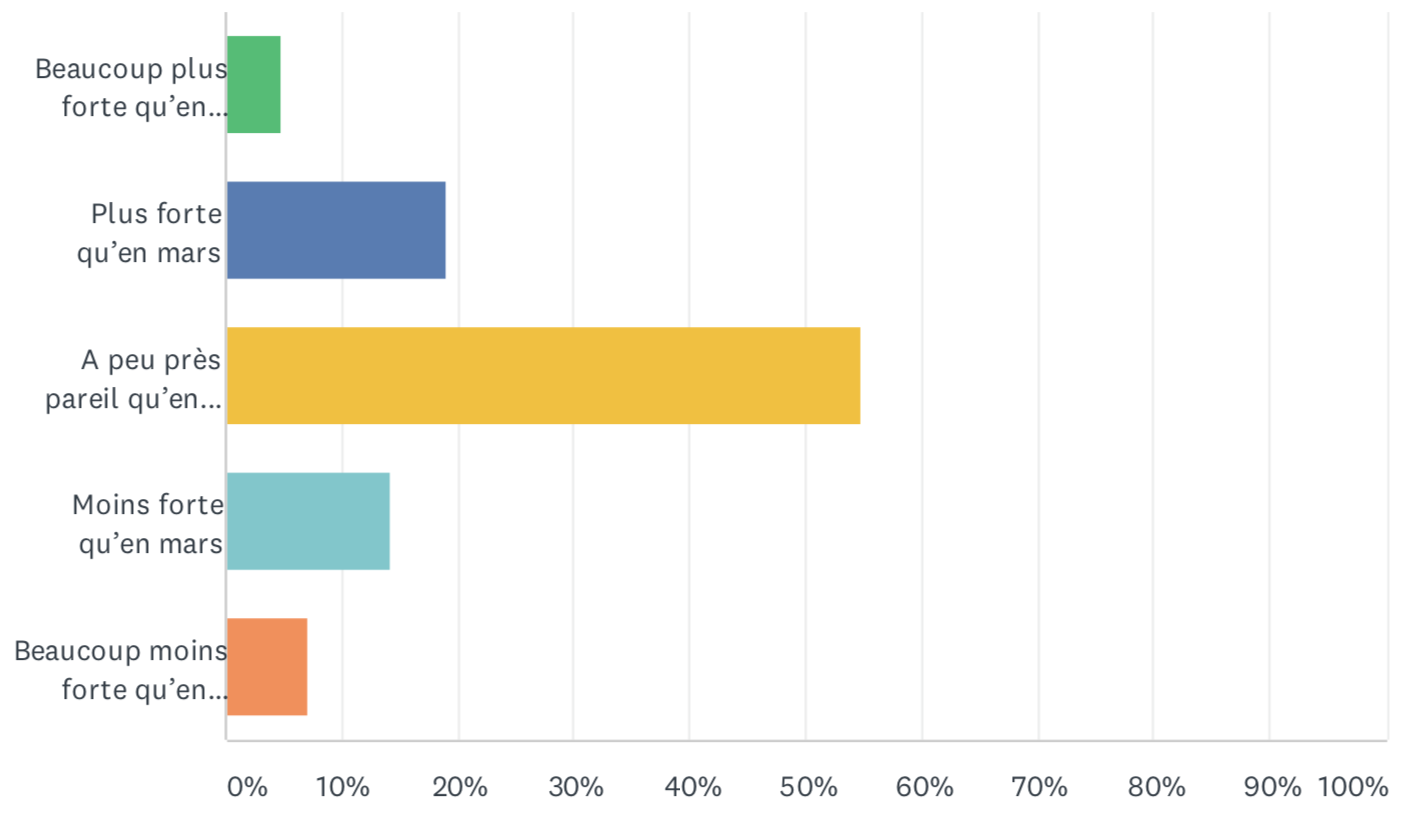 Beaucoup plus
forte qu’en...
Plus forte
qu’en mars
A peu près
pareil qu’en...
Moins forte
qu’en mars
Beaucoup moins
forte qu’en...
0% 10% 20% 30% 40% 50% 60% 70% 80% 90% 100%